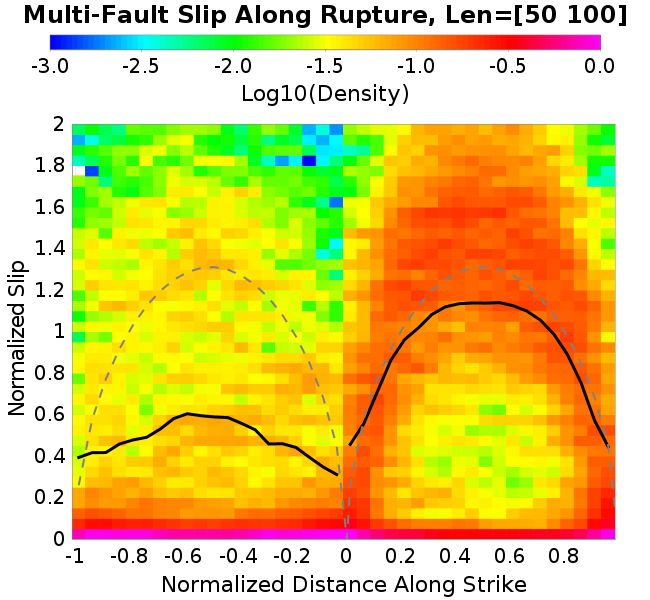 Multi-Fault Slip Along Rupture, Len=[50 100]
-3.0 -2.5 -2.0 -1.5 -1.0 -0.5 0.0
Log10(Density)
2
1.8
1.6
1.4
1.2
1
0.8
0.6
0.4
0.2
0
Normalized Slip
-1 -0.8 -0.6 -0.4 -0.2 0 0.2 0.4 0.6 0.8
Normalized Distance Along Strike